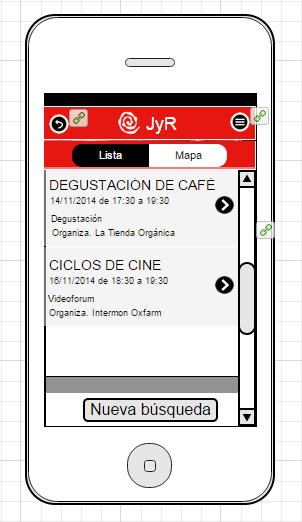 JyR
Lista Mapa
DEGUSTACIÓN DE CAFÉ
14/11/2014 de 17:30 a 19:30
Degustación
Organiza. La Tienda Orgánica
CICLOS DE CINE
16/11/2014 de 18:30 a 19:30
Videoforum
Organiza. Intermon Oxfarm
Nueva búsqueda